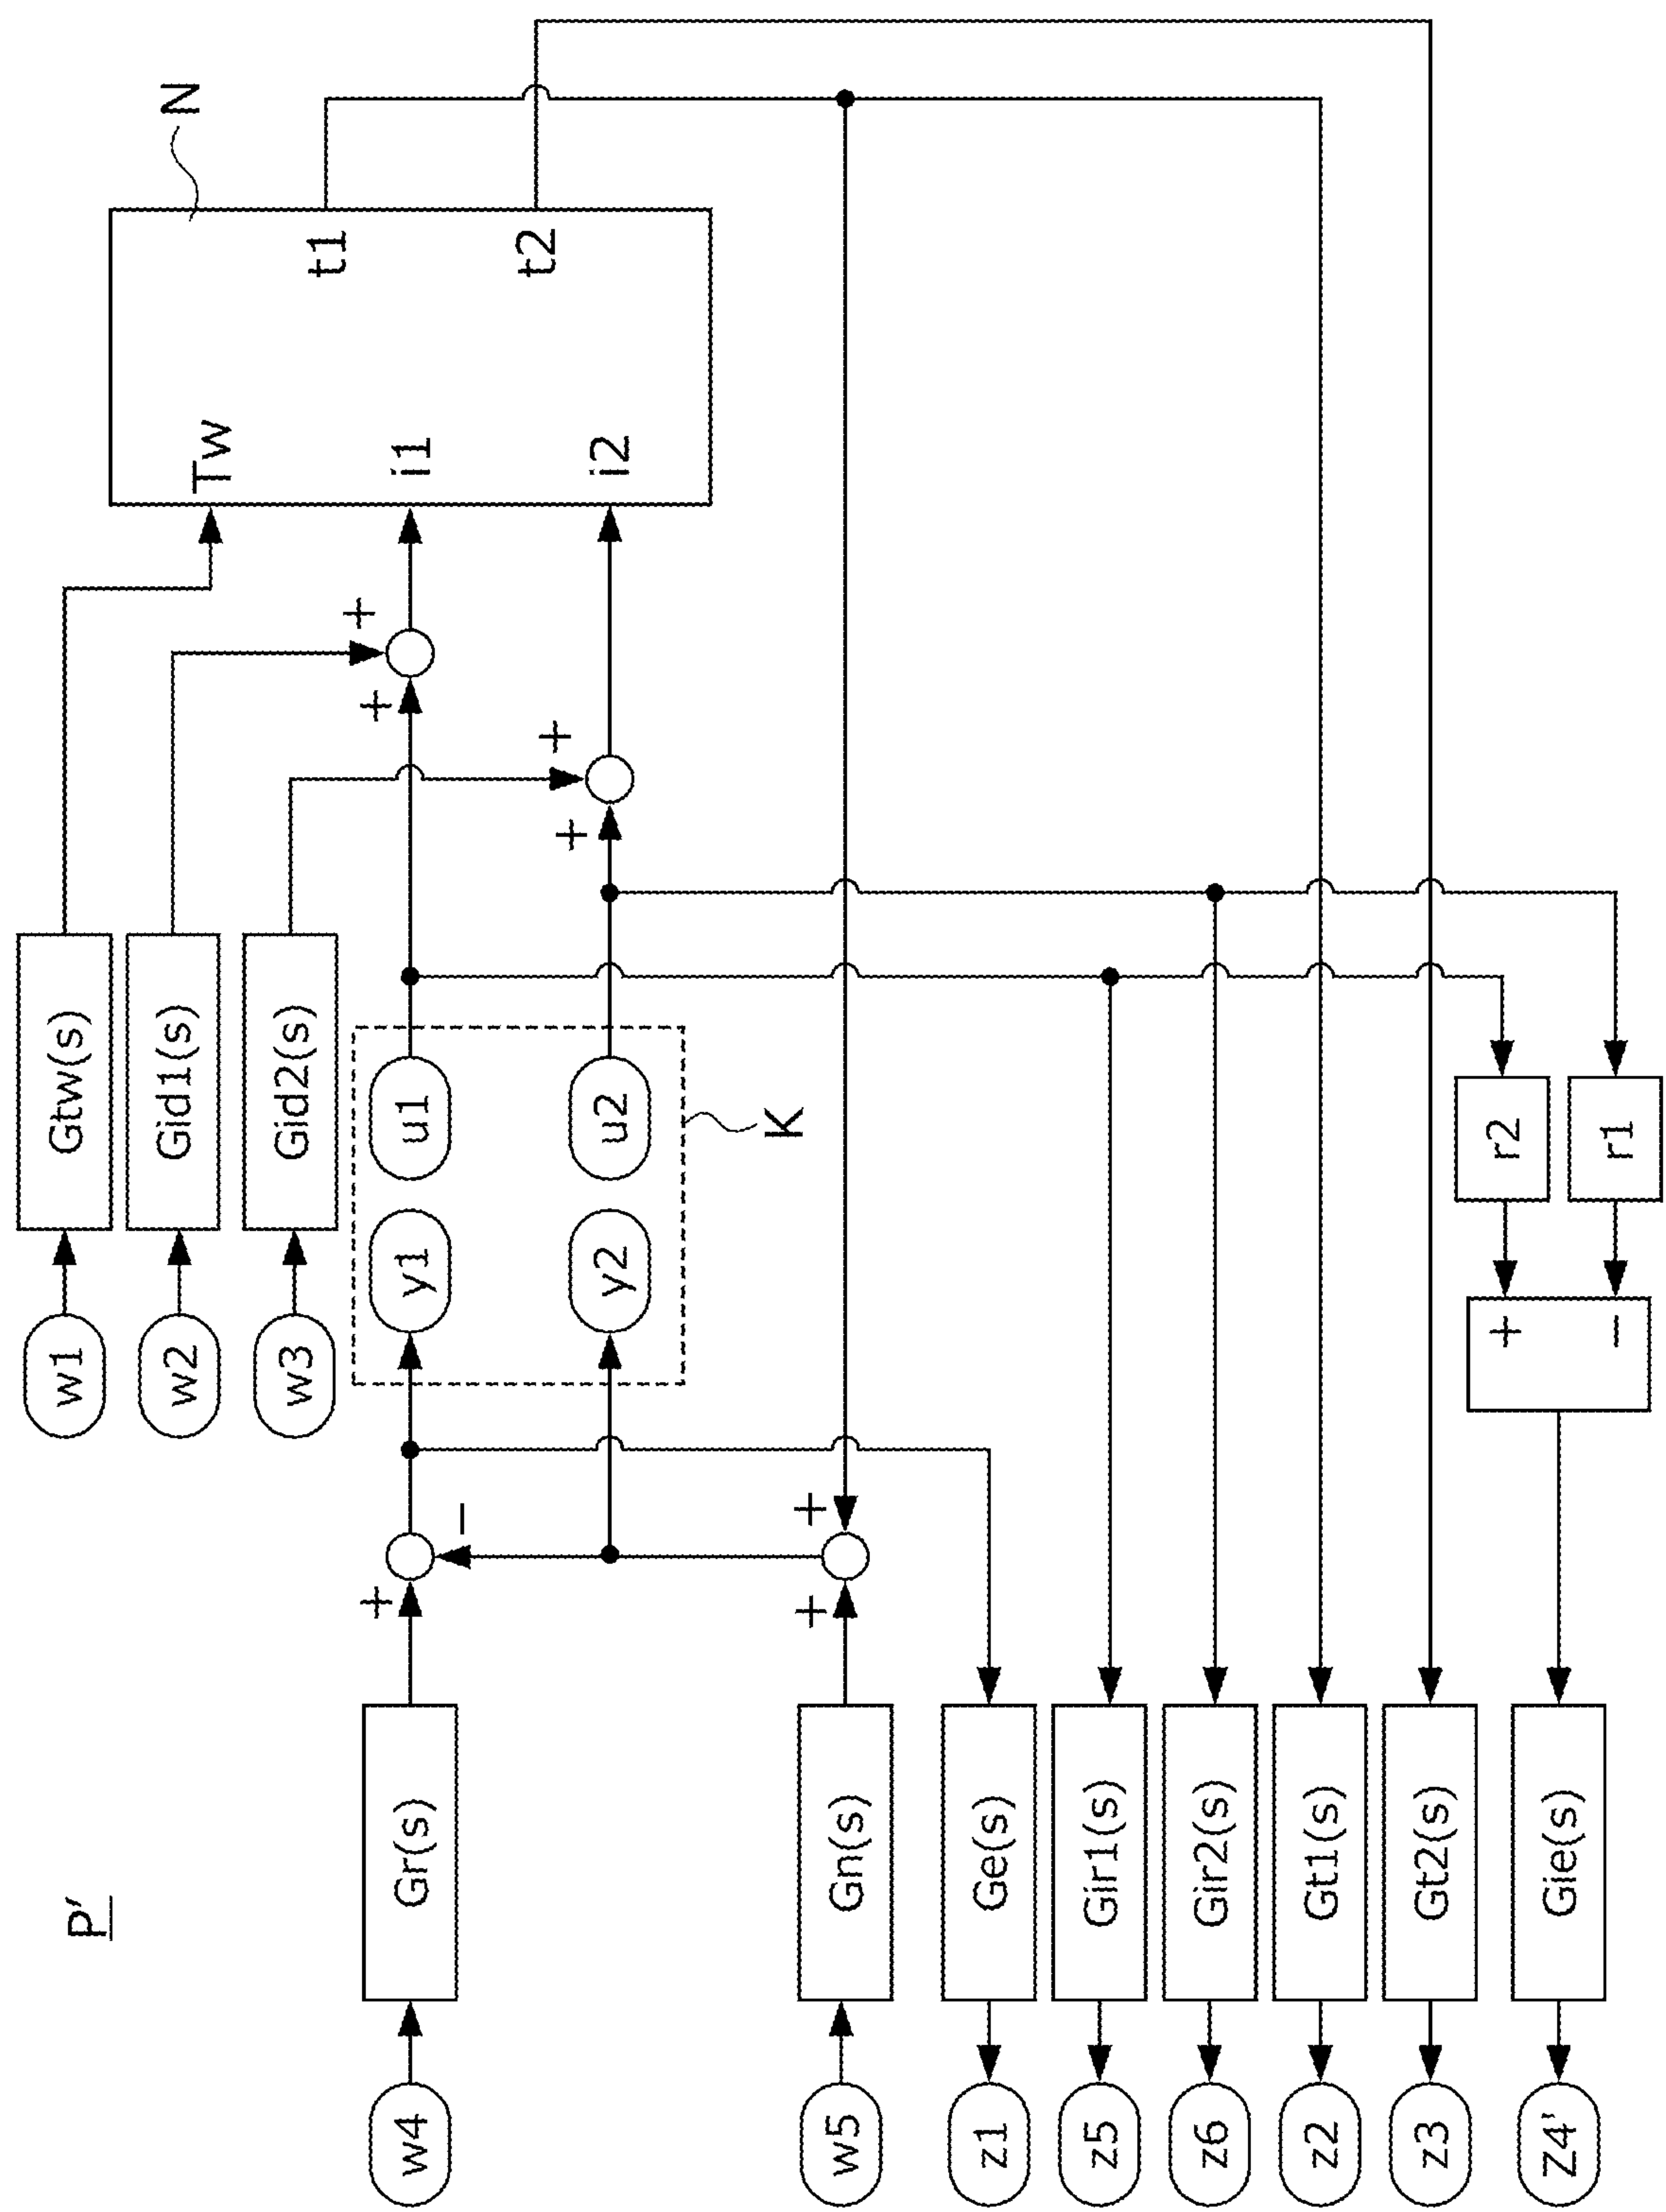 P'
w1
Gtw(s)
w2
Gid1(s)
w3
Gid2(s)
N
Tw
i1
i2
t1
t2
+
+
+
+
w4
Gr(s)
+
−
y1
u1
y2
u2
K
w5
Gn(s)
+
+
z1
Ge(s)
z5
Gir1(s)
z6
Gir2(s)
z2
Gt1(s)
z3
Gt2(s)
Z4'
Gie(s)
+
−
r2
r1